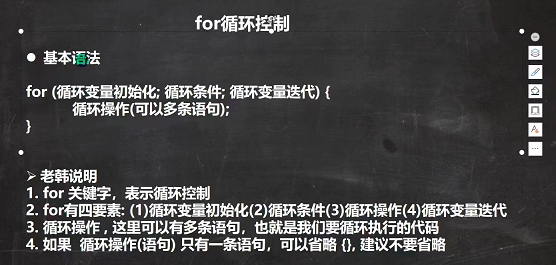 for循环控制
基本语法
for (循环变量初始化; 循环条件; 循环变量迭代) {
循环操作(可以多条语句);
}
老韩说明
1. for 关键字，表示循环控制
2. for有四要素: (1)循环变量初始化(2)循环条件(3)循环操作(4)循环变量迭代
3. 循环操作 , 这里可以有多条语句，也就是我们要循环执行的代码
4. 如果  循环操作(语句) 只有一条语句，可以省略 {}, 建议不要省略